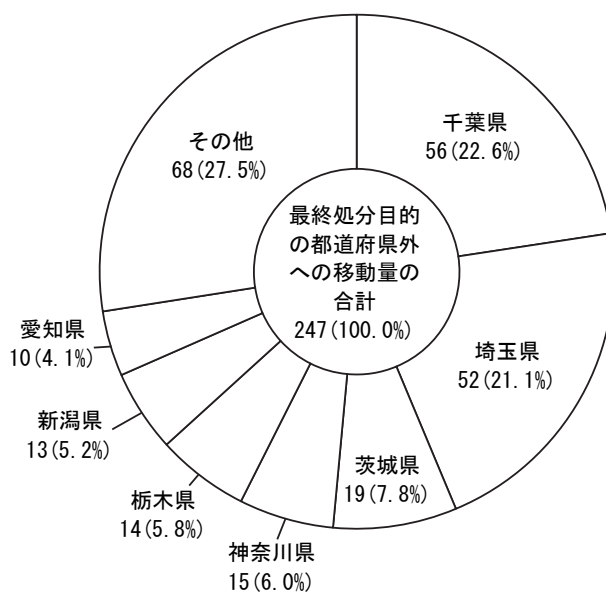 千葉県
56(22.6%)
埼玉県
52(21.1%)
茨城県
19(7.8%)
神奈川県
15(6.0%)
栃木県
14(5.8%)
新潟県
13(5.2%)
愛知県
10(4.1%)
その他
68(27.5%)
最終処分目的
の都道府県外
への移動量の
合計
247(100.0%)